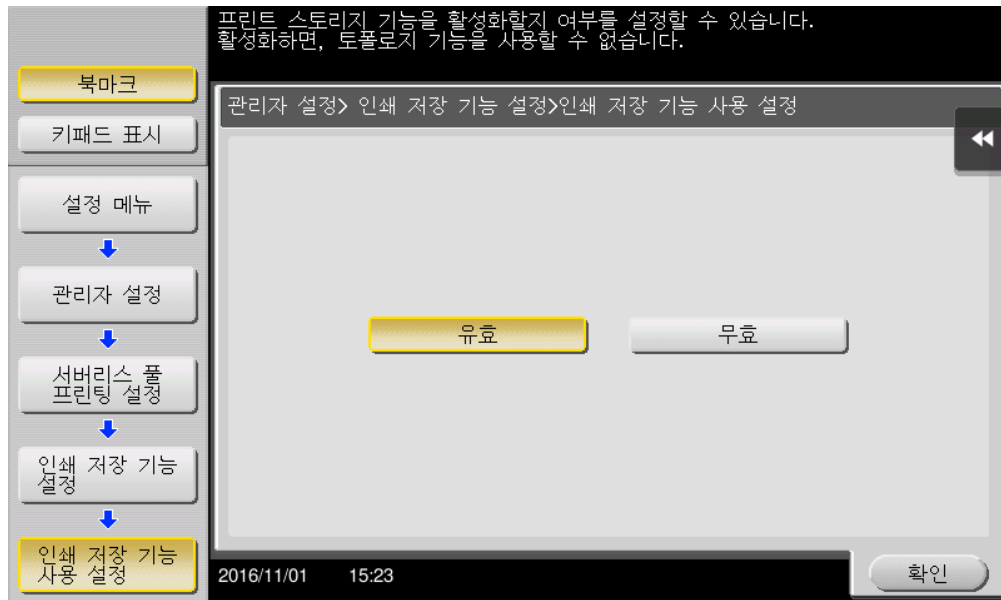 프린트 스토리지 기능을 활성화할지 여부를 설정할 수 있습니다.
활성화하면, 토폴로지 기능을 사용할 수 없습니다.
북마크
키패드 표시
관리자 설정> 인쇄 저장 기능 설정>인쇄 저장 기능 사용 설정
설정 메뉴
관리자 설정
서버리스 풀
프린팅 설정
인쇄 저장 기능
설정
인쇄 저장 기능
사용 설정
유효
무효
2016/11/01 15:23
확인